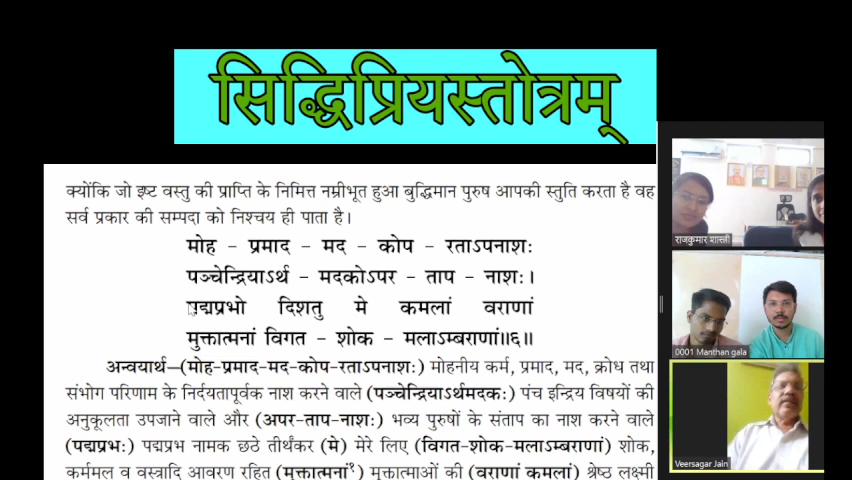 सिद्धिप्रियस्तोत्रम्
क्योंकि जो इष्ट वस्तु की प्राप्ति के निमित्त नम्रीभूत हुआ बुद्धिमान पुरुष आपकी स्तुति करता है वह
सर्व प्रकार की सम्पदा को निश्चय ही पाता है।
मोह - प्रमाद - मद - कोप - रताऽपनाशः
पञ्चेन्द्रियाऽर्थ - मदकोऽपर - ताप - नाशः।
पद्मप्रभो दिशतु मे कमलां वराणां
मुक्तात्मनां विगत - शोक - मलाऽम्बराणां॥६॥
अन्वयार्थ–(मोह-प्रमाद-मद-कोप-रताऽपनाशः) मोहनीय कर्म, प्रमाद, मद, क्रोध तथा
संभोग परिणाम के निर्दयतापूर्वक नाश करने वाले (पञ्चेन्द्रियाऽर्थमदकः) पंच इन्द्रिय विषयों की
अनुकूलता उपजाने वाले और (अपर-ताप-नाशः) भव्य पुरुषों के संताप का नाश करने वाले
(पद्मप्रभः) पद्मप्रभ नामक छठे तीर्थंकर (मे) मेरे लिए (विगत-शोक-मलाऽम्बराणां) शोक,
कर्ममल व वस्त्रादि आवरण रहित (मुक्तात्मनां१) मुक्तात्माओं की (वराणां कमलां) श्रेष्ठ लक्ष्मी
राजकुमार शास्त्री
0001 Manthan gala
Veersagar Jain